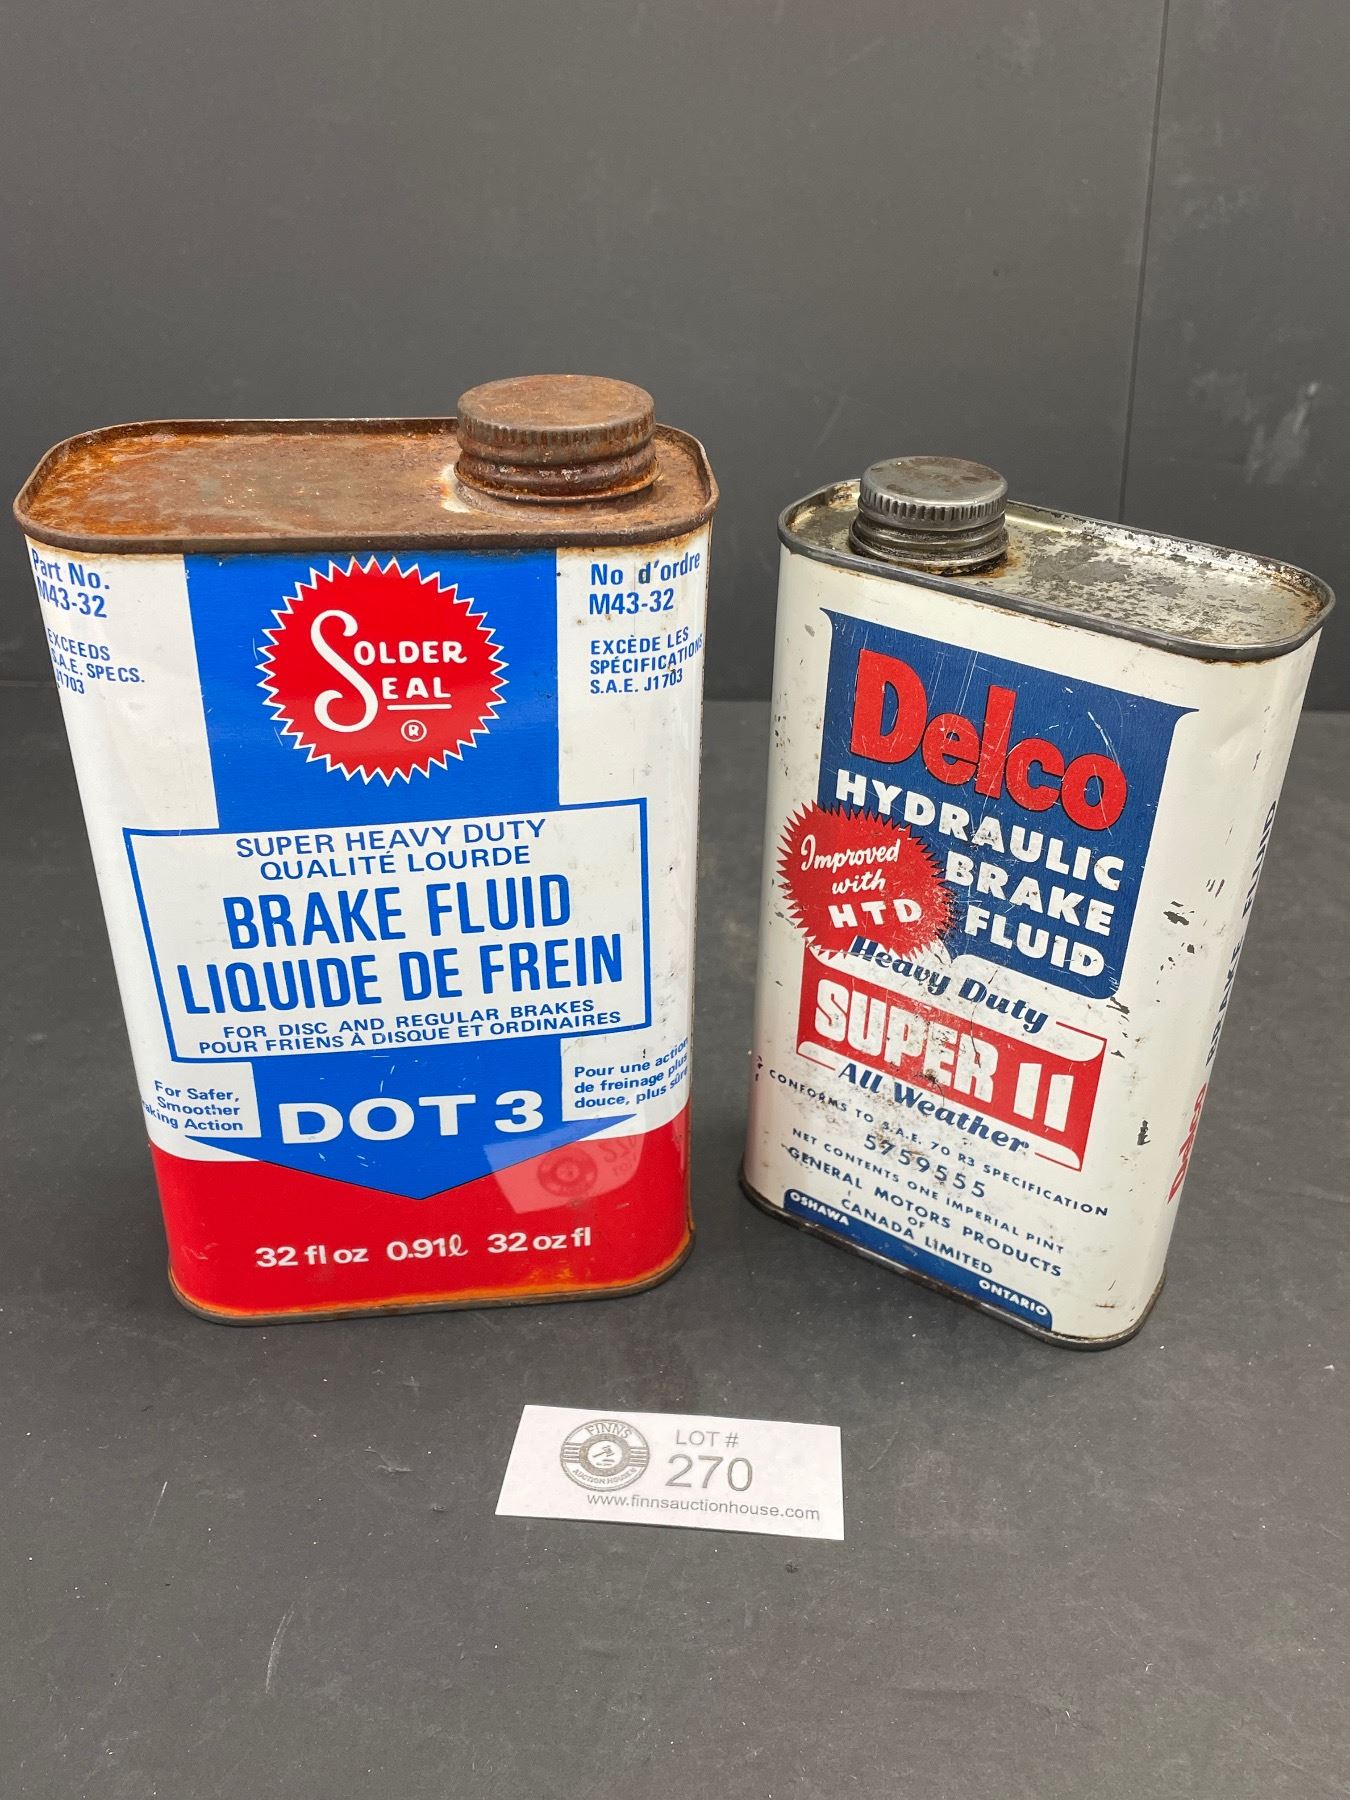 Part No.
M43-32
EXCEEDS
S.A.E. SPECS.
J1703
SOLDER
SEAL
®
No d'ordre
M43-32
EXCÈDE LES
SPÉCIFICATIONS
S.A.E. J1703
SUPER HEAVY DUTY
QUALITÉ LOURDE
BRAKE FLUID
LIQUIDE DE FREIN
FOR DISC AND REGULAR BRAKES
POUR FRIENS À DISQUE ET ORDINAIRES
For Safer,
Smoother
aking Action
DOT 3
Pour une action
de freinage plus
douce, plus sûre
32 fl oz 0.91ℓ 32 oz fl
Delco
HYDRAULIC
BRAKE
FLUID
Improved
with
HTD
Heavy Duty
SUPER 11
All Weather
CONFORMS TO S.A.E. 70 R3 SPECIFICATION
5759555
NET CONTENTS ONE IMPERIAL PINT
GENERAL MOTORS PRODUCTS
OF
CANADA LIMITED
OSHAWA
ONTARIO
BRAKE FLUID
FINNS
AUCTION HOUSE
LOT #
270
www.finnsauctionhouse.com